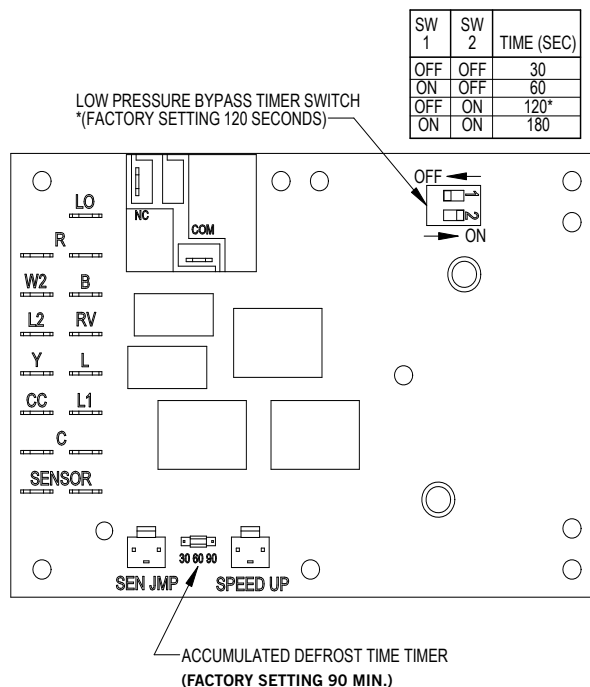 SW 1 SW 2 TIME (SEC)
OFF OFF 30
ON OFF 60
OFF ON 120*
ON ON 180
LOW PRESSURE BYPASS TIMER SWITCH
*(FACTORY SETTING 120 SECONDS)
OFF
1
2
ON
NC
COM
LO
R
W2 B
L2 RV
Y L
CC L1
C
SENSOR
30 60 90
SEN JMP SPEED UP
ACCUMULATED DEFROST TIME TIMER
(FACTORY SETTING 90 MIN.)